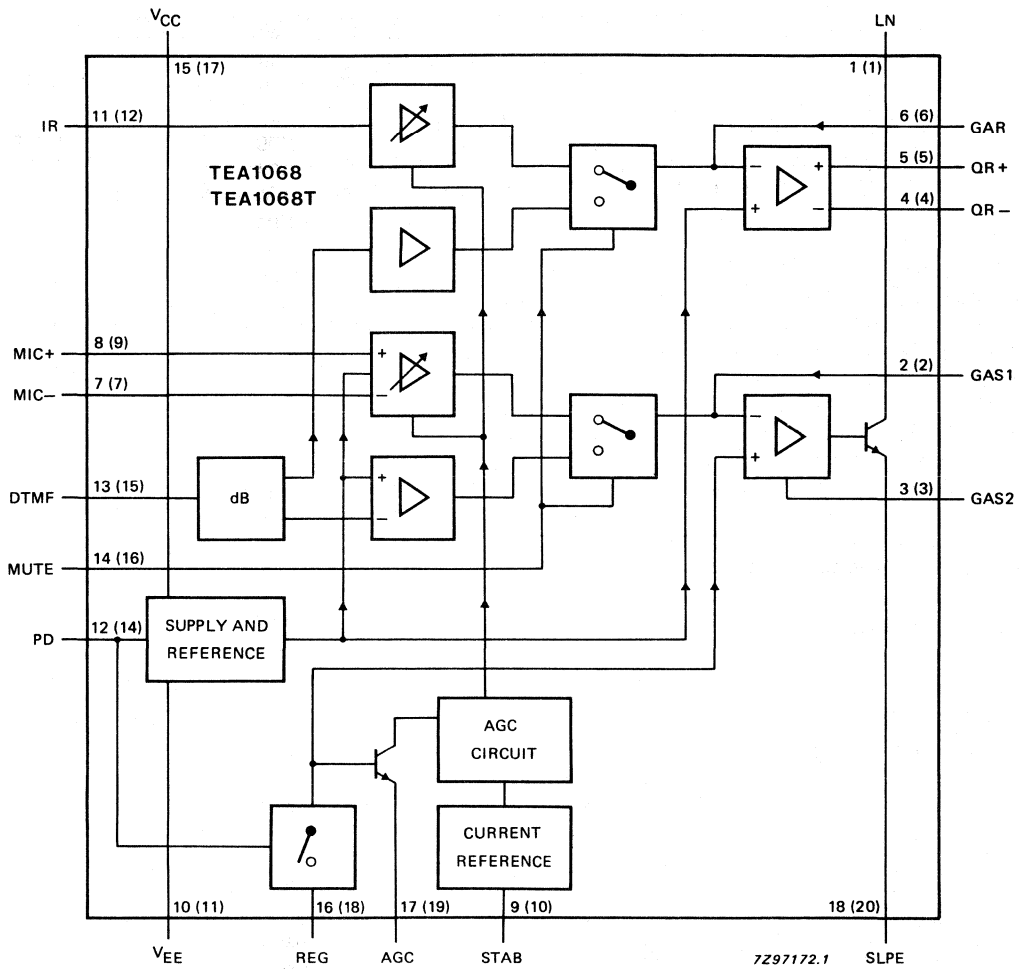 VCC
LN
15 (17)
1 (1)
IR
11 (12)
6 (6)
GAR
TEA1068
TEA1068T
5 (5)
QR+
4 (4)
QR−
− +
+ −
MIC+
8 (9)
+
2 (2)
GAS1
MIC−
7 (7)
−
−
+
DTMF
13 (15)
dB
+
−
3 (3)
GAS2
MUTE
14 (16)
PD
12 (14)
SUPPLY AND
REFERENCE
AGC
CIRCUIT
CURRENT
REFERENCE
10 (11)
16 (18)
17 (19)
9 (10)
18 (20)
VEE
REG
AGC
STAB
7Z97172.1
SLPE